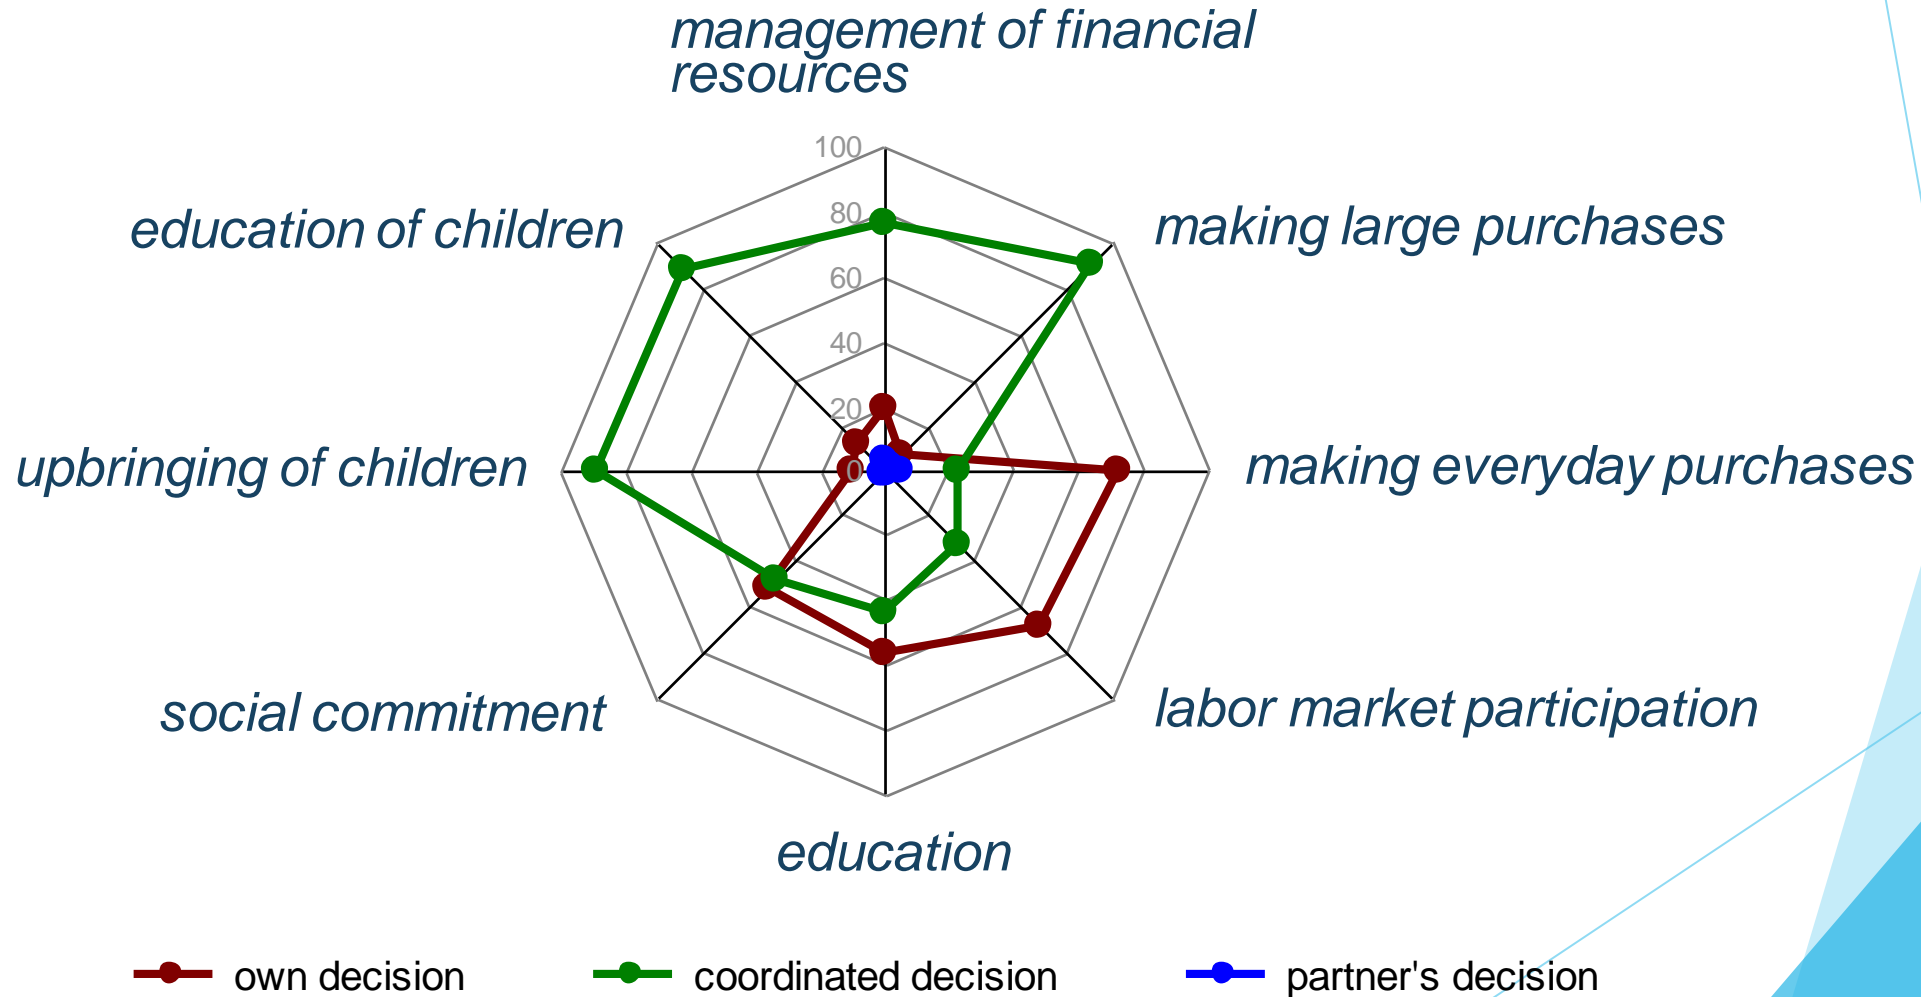 management of financial
resources
100
80
60
40
20
0
education of children
making large purchases
upbringing of children
making everyday purchases
social commitment
labor market participation
education
own decision
coordinated decision
partner's decision